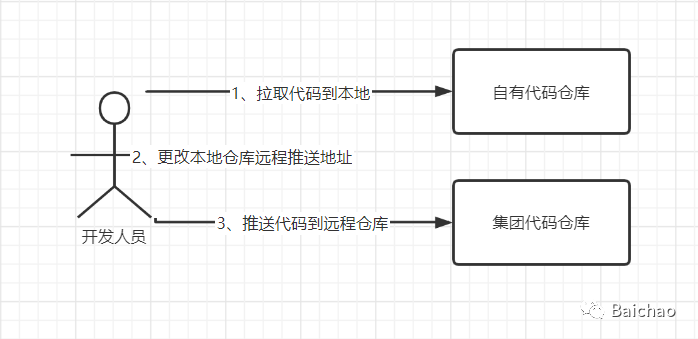 1、拉取代码到本地
自有代码仓库
2、更改本地仓库远程推送地址
3、推送代码到远程仓库
集团代码仓库
开发人员
Baichao